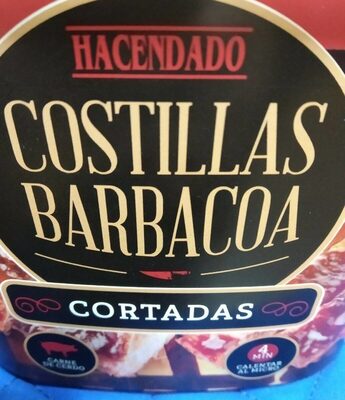 HACENDADO
COSTILLAS
BARBACOA
CORTADAS
CARNE
DE CERDO
4
MIN
CALENTAR
AL MICRO